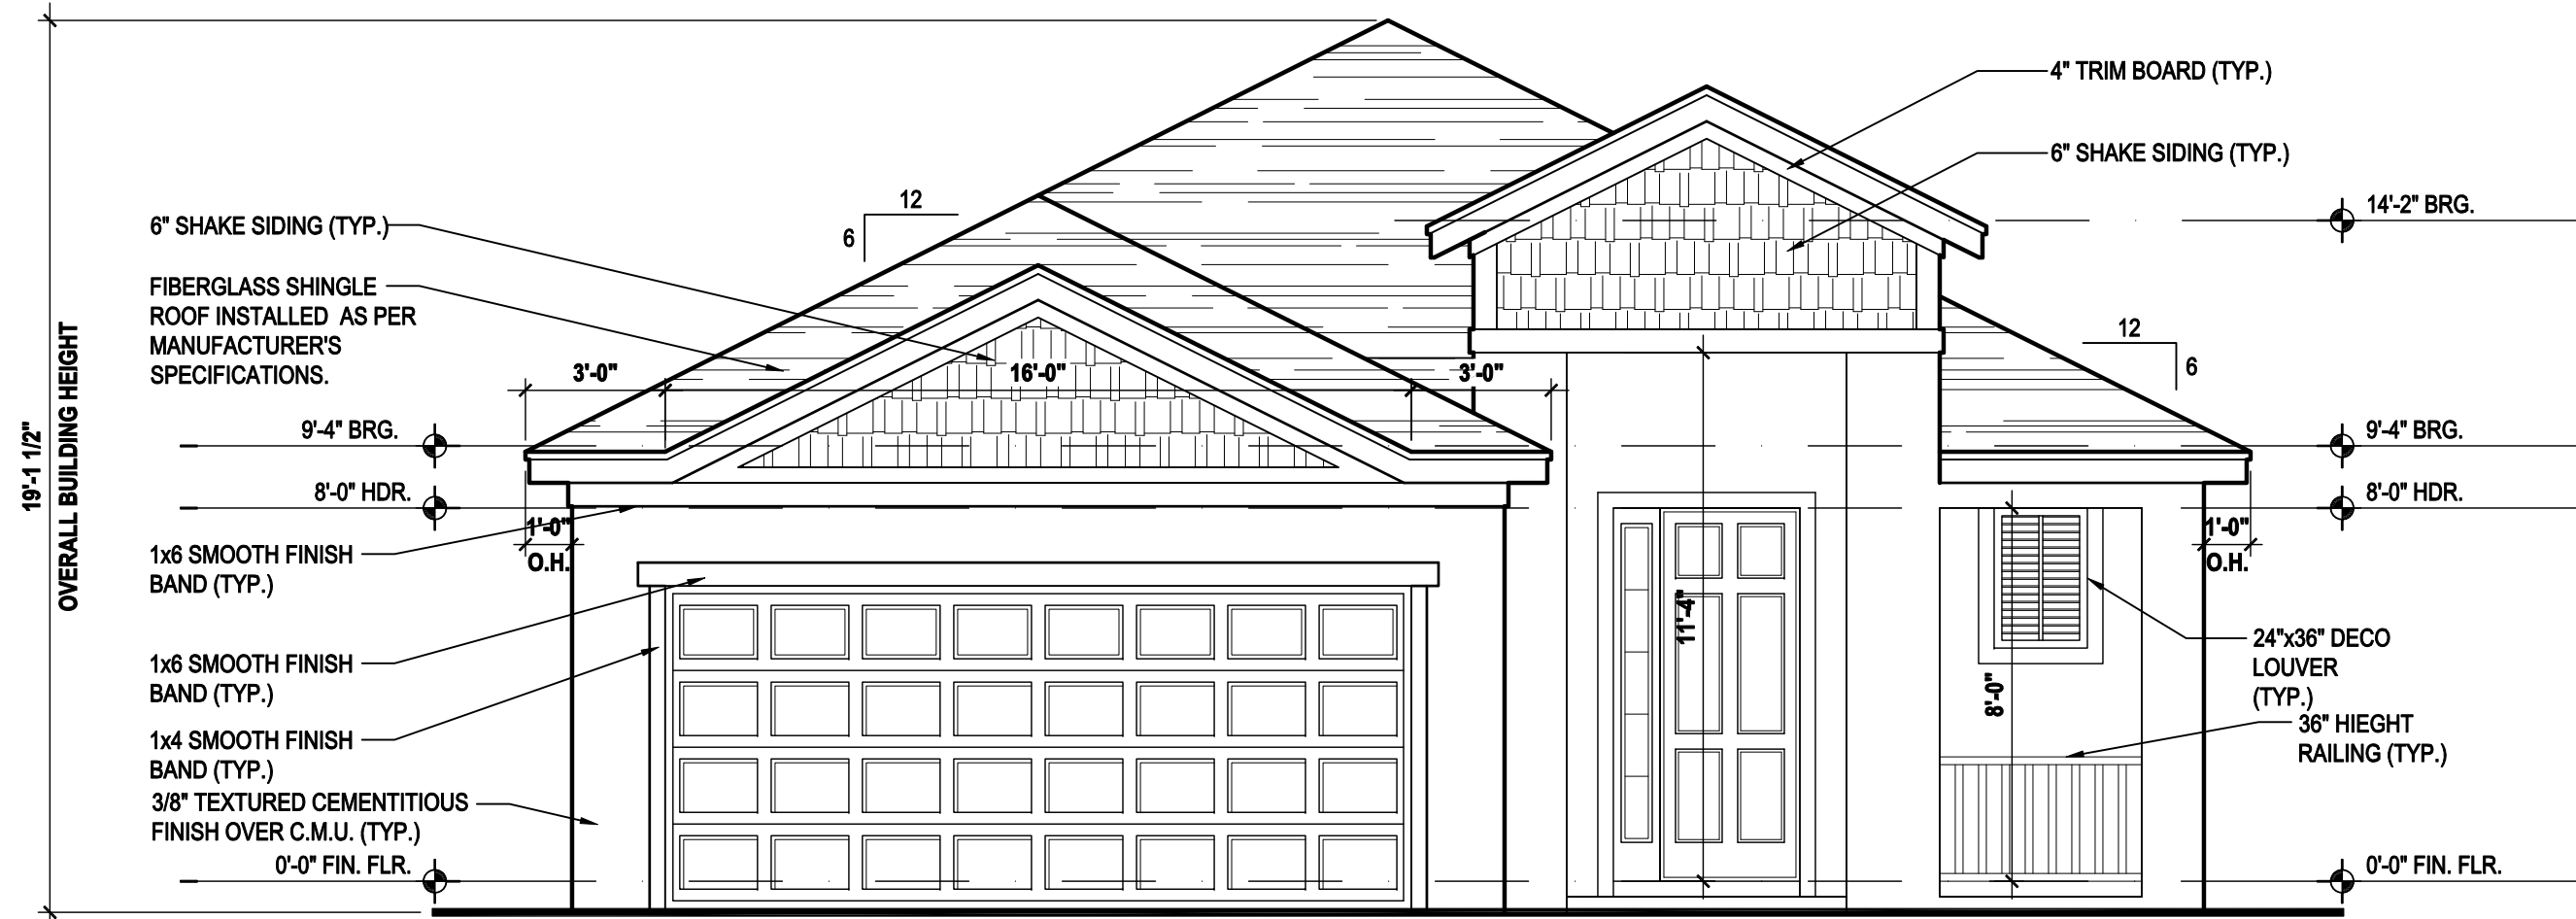 4" TRIM BOARD (TYP.)
6" SHAKE SIDING (TYP.)
12
6
14'-2" BRG.
6" SHAKE SIDING (TYP.)
FIBERGLASS SHINGLE
ROOF INSTALLED AS PER
MANUFACTURER'S
SPECIFICATIONS.
12
6
3'-0"
16'-0"
3'-0"
9'-4" BRG.
9'-4" BRG.
8'-0" HDR.
8'-0" HDR.
19'-1 1/2"
OVERALL BUILDING HEIGHT
1'-0"
O.H.
1'-0"
O.H.
1x6 SMOOTH FINISH
BAND (TYP.)
11'-4"
24"x36" DECO
LOUVER
(TYP.)
1x6 SMOOTH FINISH
BAND (TYP.)
8'-0"
36" HIEGHT
RAILING (TYP.)
1x4 SMOOTH FINISH
BAND (TYP.)
3/8" TEXTURED CEMENTITIOUS
FINISH OVER C.M.U. (TYP.)
0'-0" FIN. FLR.
0'-0" FIN. FLR.